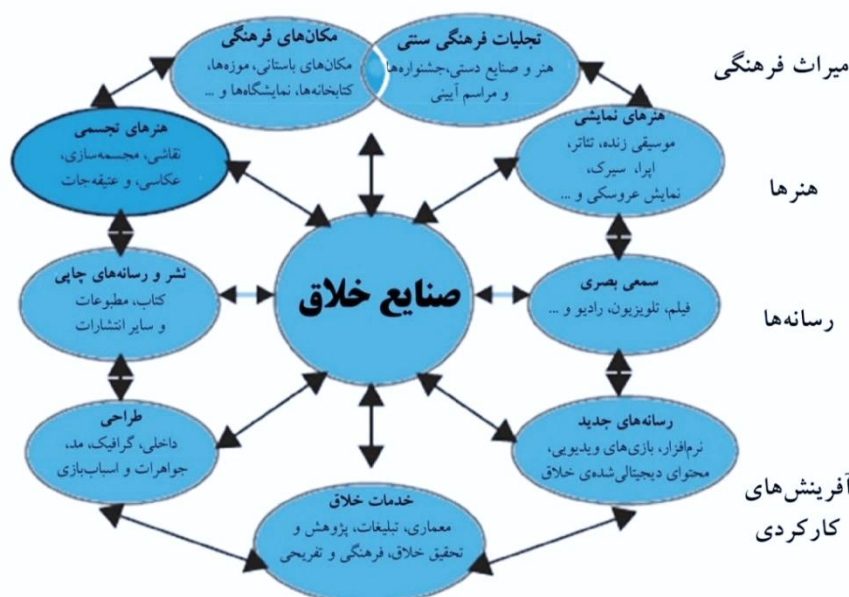 میراث فرهنگی
تجلیات فرهنگی سنتی
هنر و صنایع دستی،جشنواره‌ها
و مراسم آیینی
مکان‌های فرهنگی
مکان‌های باستانی، موزه‌ها،
کتابخانه‌ها، نمایشگاه‌ها و ...
هنرها
هنرهای نمایشی
موسیقی زنده، تئاتر،
اپرا، سیرک،
نمایش عروسکی و ...
هنرهای تجسمی
نقاشی، مجسمه‌سازی،
عکاسی، و عتیقه‌جات
صنایع خلاق
رسانه‌ها
سمعی بصری
فیلم، تلویزیون، رادیو و ...
نشر و رسانه‌های چاپی
کتاب، مطبوعات
و سایر انتشارات
آفرینش‌های
کارکردی
رسانه‌های جدید
نرم‌افزار، بازی‌های ویدیویی،
محتوای دیجیتالی‌شده‌ی خلاق
طراحی
داخلی، گرافیک، مد،
جواهرات و اسباب‌بازی
خدمات خلاق
معماری، تبلیغات، پژوهش و
تحقیق خلاق، فرهنگی و تفریحی